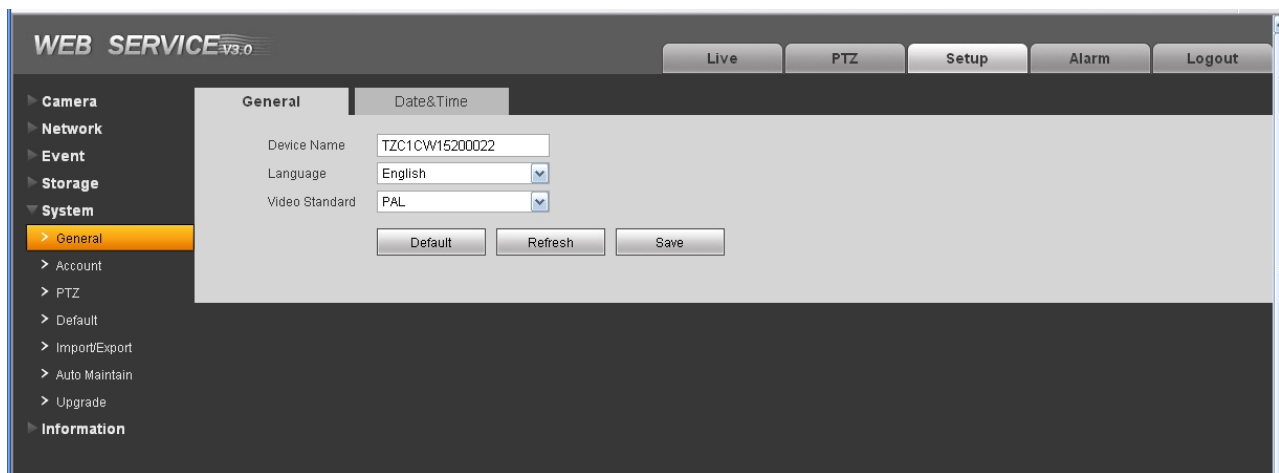 WEB SERVICE V3.0
Live PTZ Setup Alarm Logout
Camera
Network
Event
Storage
System
> General
> Account
> PTZ
> Default
> Import/Export
> Auto Maintain
> Upgrade
Information
General Date&Time
Device Name TZC1CW15200022
Language English
Video Standard PAL
Default Refresh Save